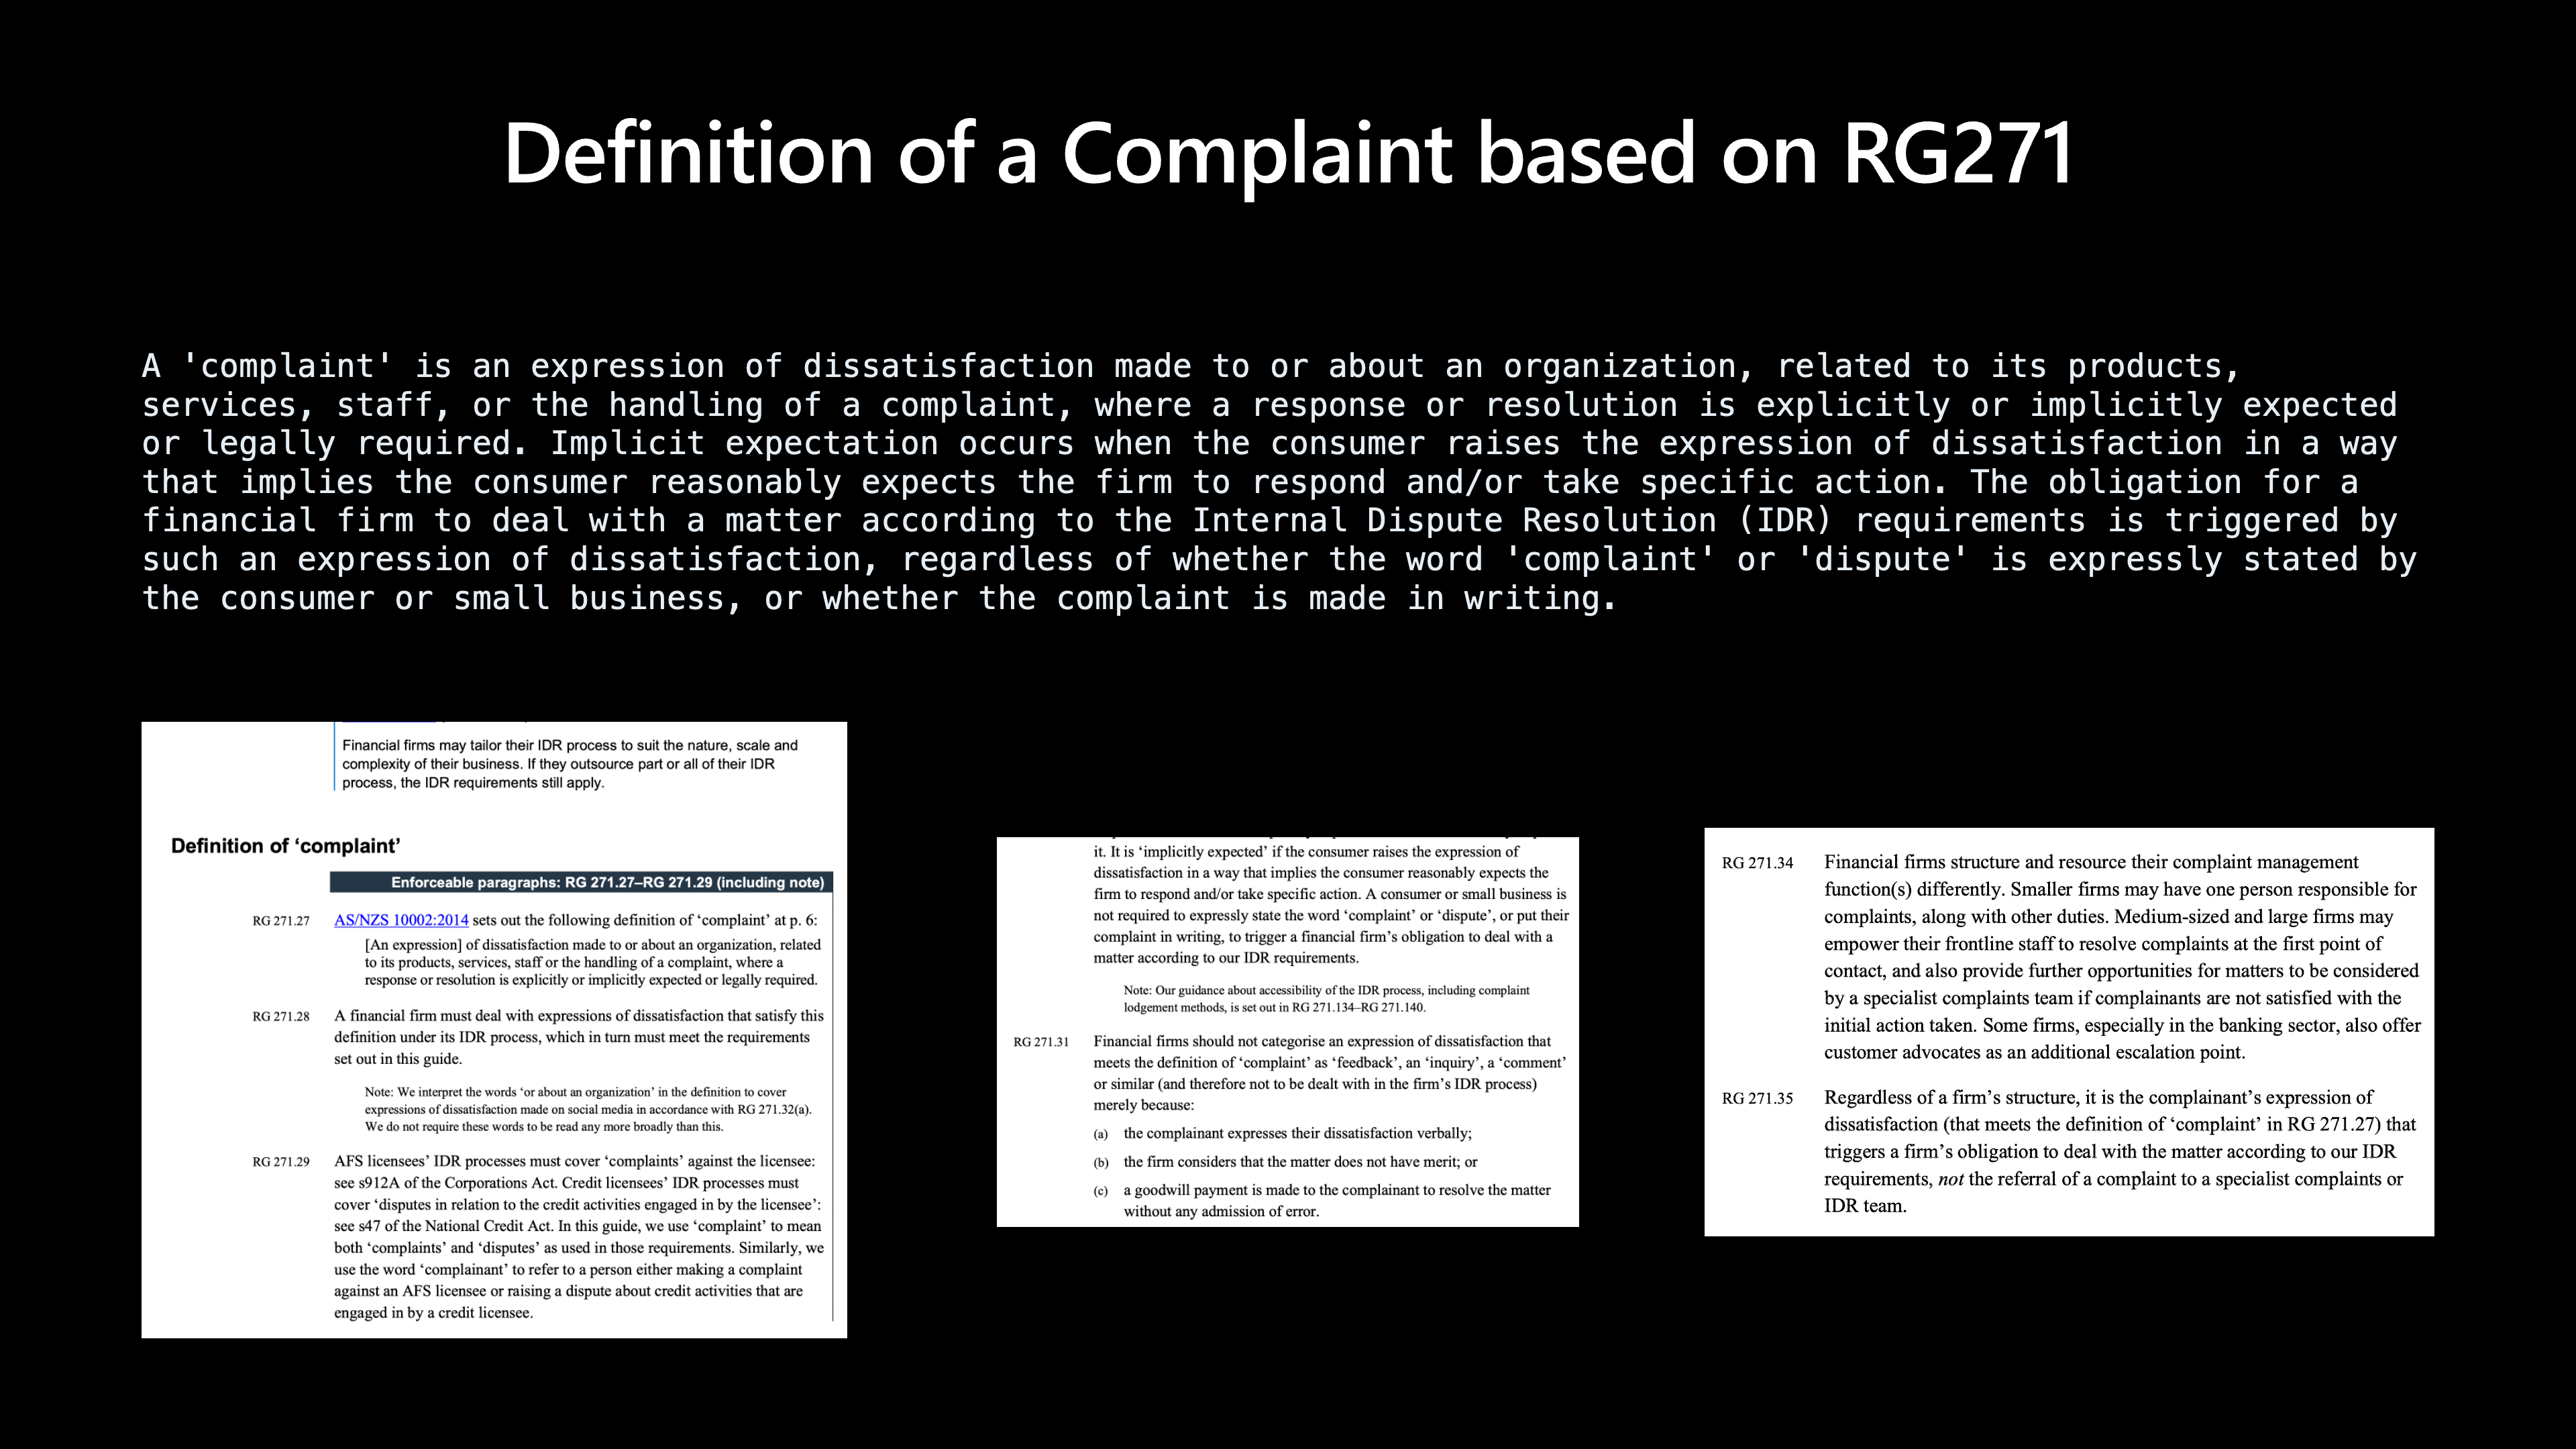 Definition of a Complaint based on RG271
A 'complaint' is an expression of dissatisfaction made to or about an organization, related to its products,
services, staff, or the handling of a complaint, where a response or resolution is explicitly or implicitly expected
or legally required. Implicit expectation occurs when the consumer raises the expression of dissatisfaction in a way
that implies the consumer reasonably expects the firm to respond and/or take specific action. The obligation for a
financial firm to deal with a matter according to the Internal Dispute Resolution (IDR) requirements is triggered by
such an expression of dissatisfaction, regardless of whether the word 'complaint' or 'dispute' is expressly stated by
the consumer or small business, or whether the complaint is made in writing.
Financial firms may tailor their IDR process to suit the nature, scale and
complexity of their business. If they outsource part or all of their IDR
process, the IDR requirements still apply.
Definition of ‘complaint’
Enforceable paragraphs: RG 271.27–RG 271.29 (including note)
RG 271.27 AS/NZS 10002:2014 sets out the following definition of ‘complaint’ at p. 6:
[An expression] of dissatisfaction made to or about an organization, related
to its products, services, staff or the handling of a complaint, where a
response or resolution is explicitly or implicitly expected or legally required.
RG 271.28 A financial firm must deal with expressions of dissatisfaction that satisfy this
definition under its IDR process, which in turn must meet the requirements
set out in this guide.
Note: We interpret the words ‘or about an organization’ in the definition to cover
expressions of dissatisfaction made on social media in accordance with RG 271.32(a).
We do not require these words to be read any more broadly than this.
RG 271.29 AFS licensees’ IDR processes must cover ‘complaints’ against the licensee:
see s912A of the Corporations Act. Credit licensees’ IDR processes must
cover ‘disputes in relation to the credit activities engaged in by the licensee’:
see s47 of the National Credit Act. In this guide, we use ‘complaint’ to mean
both ‘complaints’ and ‘disputes’ as used in those requirements. Similarly, we
use the word ‘complainant’ to refer to a person either making a complaint
against an AFS licensee or raising a dispute about credit activities that are
engaged in by a credit licensee.
it. It is ‘implicitly expected’ if the consumer raises the expression of
dissatisfaction in a way that implies the consumer reasonably expects the
firm to respond and/or take specific action. A consumer or small business is
not required to expressly state the word ‘complaint’ or ‘dispute’, or put their
complaint in writing, to trigger a financial firm’s obligation to deal with a
matter according to our IDR requirements.
Note: Our guidance about accessibility of the IDR process, including complaint
lodgement methods, is set out in RG 271.134–RG 271.140.
RG 271.31 Financial firms should not categorise an expression of dissatisfaction that
meets the definition of ‘complaint’ as ‘feedback’, an ‘inquiry’, a ‘comment’
or similar (and therefore not to be dealt with in the firm’s IDR process)
merely because:
(a) the complainant expresses their dissatisfaction verbally;
(b) the firm considers that the matter does not have merit; or
(c) a goodwill payment is made to the complainant to resolve the matter
without any admission of error.
RG 271.34 Financial firms structure and resource their complaint management
function(s) differently. Smaller firms may have one person responsible for
complaints, along with other duties. Medium-sized and large firms may
empower their frontline staff to resolve complaints at the first point of
contact, and also provide further opportunities for matters to be considered
by a specialist complaints team if complainants are not satisfied with the
initial action taken. Some firms, especially in the banking sector, also offer
customer advocates as an additional escalation point.
RG 271.35 Regardless of a firm’s structure, it is the complainant’s expression of
dissatisfaction (that meets the definition of ‘complaint’ in RG 271.27) that
triggers a firm’s obligation to deal with the matter according to our IDR
requirements, not the referral of a complaint to a specialist complaints or
IDR team.